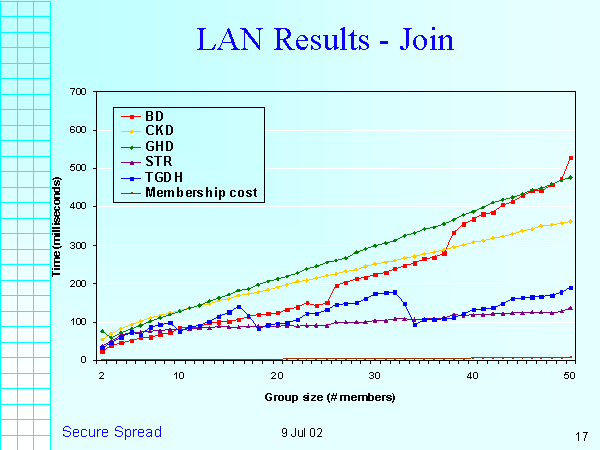 LAN Results - Join
700
600
500
400
300
200
100
0
Time (milliseconds)
BD
CKD
GHD
STR
TGDH
Membership cost
2 10 20 30 40 50
Group size (# members)
Secure Spread 9 Jul 02 17